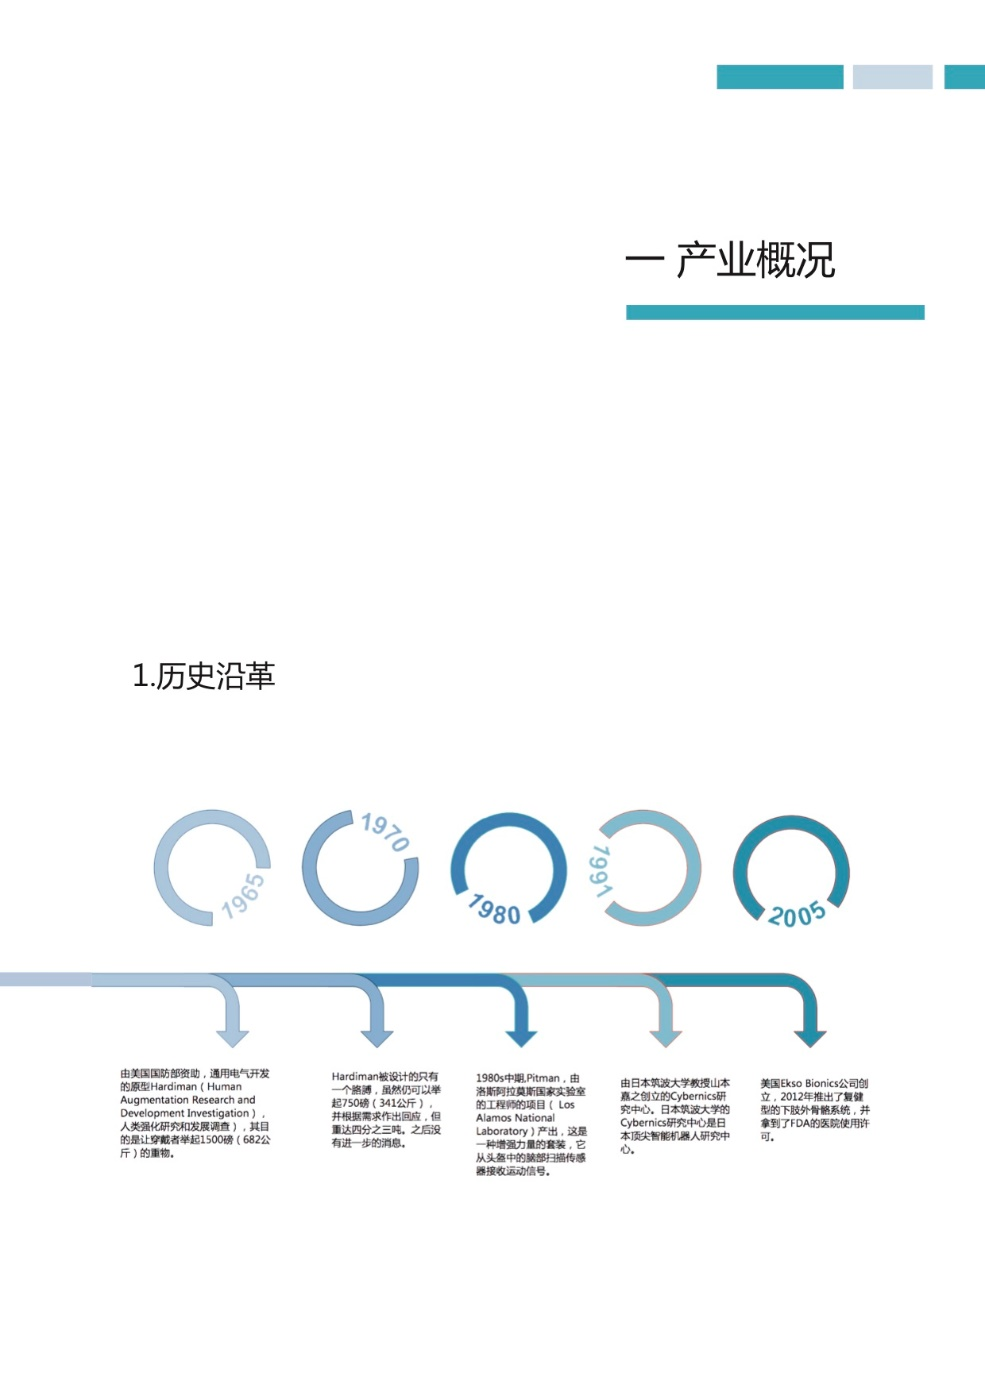 一 产业概况
1.历史沿革
1965
1970
1980
1991
2005
由美国国防部资助，通用电气开发
的原型Hardiman（Human
Augmentation Research and
Development Investigation），
人类强化研究和发展调查），其目
的是让穿戴者举起1500磅（682公
斤）的重物。
Hardiman被设计的只有
一个胳膊，虽然仍可以举
起750磅（341公斤），
并根据需求作出回应，但
重达四分之三吨。之后没
有进一步的消息。
1980s中期,Pitman，由
洛斯阿拉莫斯国家实验室
的工程师的项目（ Los
Alamos National
Laboratory）产出，这是
一种增强力量的套装，它
从头盔中的脑部扫描传感
器接收运动信号。
由日本筑波大学教授山本
嘉之创立的Cybernics研
究中心。日本筑波大学的
Cybernics研究中心是日
本顶尖智能机器人研究中
心。
美国Ekso Bionics公司创
立，2012年推出了复健
型的下肢外骨骼系统，并
拿到了FDA的医院使用许
可。